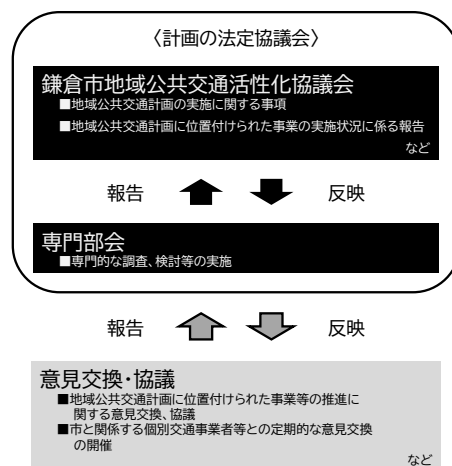 〈計画の法定協議会〉
鎌倉市地域公共交通活性化協議会
■地域公共交通計画の実施に関する事項
■地域公共交通計画に位置付けられた事業の実施状況に係る報告
など
報告 反映
専門部会
■専門的な調査、検討等の実施
報告 反映
意見交換・協議
■地域公共交通計画に位置付けられた事業等の推進に
関する意見交換、協議
■市と関係する個別交通事業者等との定期的な意見交換
の開催
など